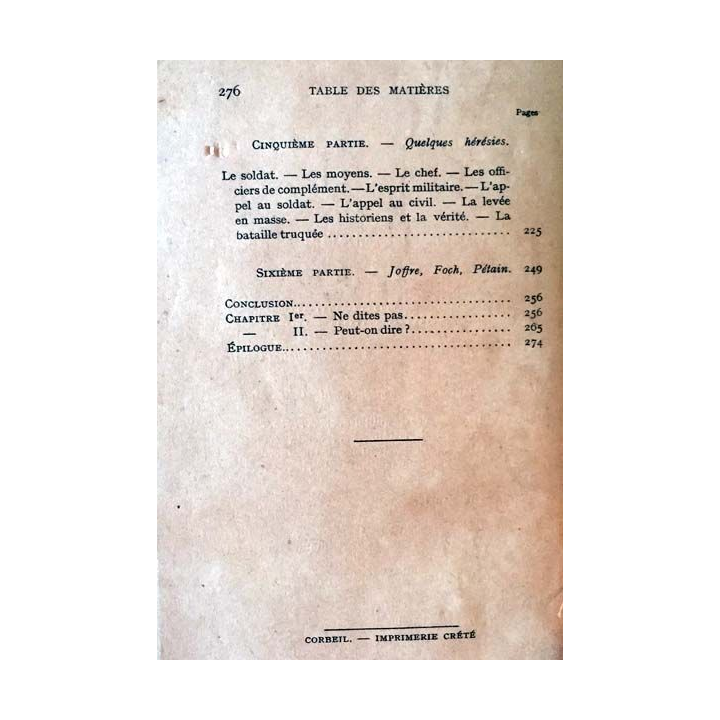 276 TABLE DES MATIÈRES
Pages
CINQUIÈME PARTIE. — Quelques hérésies.
Le soldat. — Les moyens. — Le chef. — Les offi-
ciers de complément. — L'esprit militaire. — L'ap-
pel au soldat. — L'appel au civil. — La levée
en masse. — Les historiens et la vérité. — La
bataille truquée .............................. 225
SIXIÈME PARTIE. — Joffre, Foch, Pétain. 249
CONCLUSION.................................... 256
CHAPITRE Ier. — Ne dites pas.................. 256
— II. — Peut-on dire ?................ 265
ÉPILOGUE...................................... 274
CORBEIL. — IMPRIMERIE CRÉTÉ